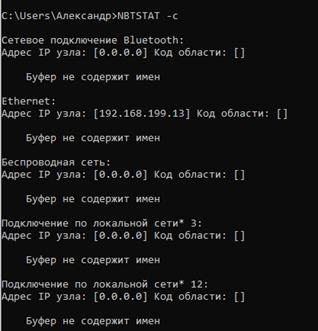 C:\Users\Александр>NBTSTAT -c
Сетевое подключение Bluetooth:
Адрес IP узла: [0.0.0.0] Код области: []
Буфер не содержит имен
Ethernet:
Адрес IP узла: [192.168.199.13] Код области: []
Буфер не содержит имен
Беспроводная сеть:
Адрес IP узла: [0.0.0.0] Код области: []
Буфер не содержит имен
Подключение по локальной сети* 3:
Адрес IP узла: [0.0.0.0] Код области: []
Буфер не содержит имен
Подключение по локальной сети* 12:
Адрес IP узла: [0.0.0.0] Код области: []
Буфер не содержит имен